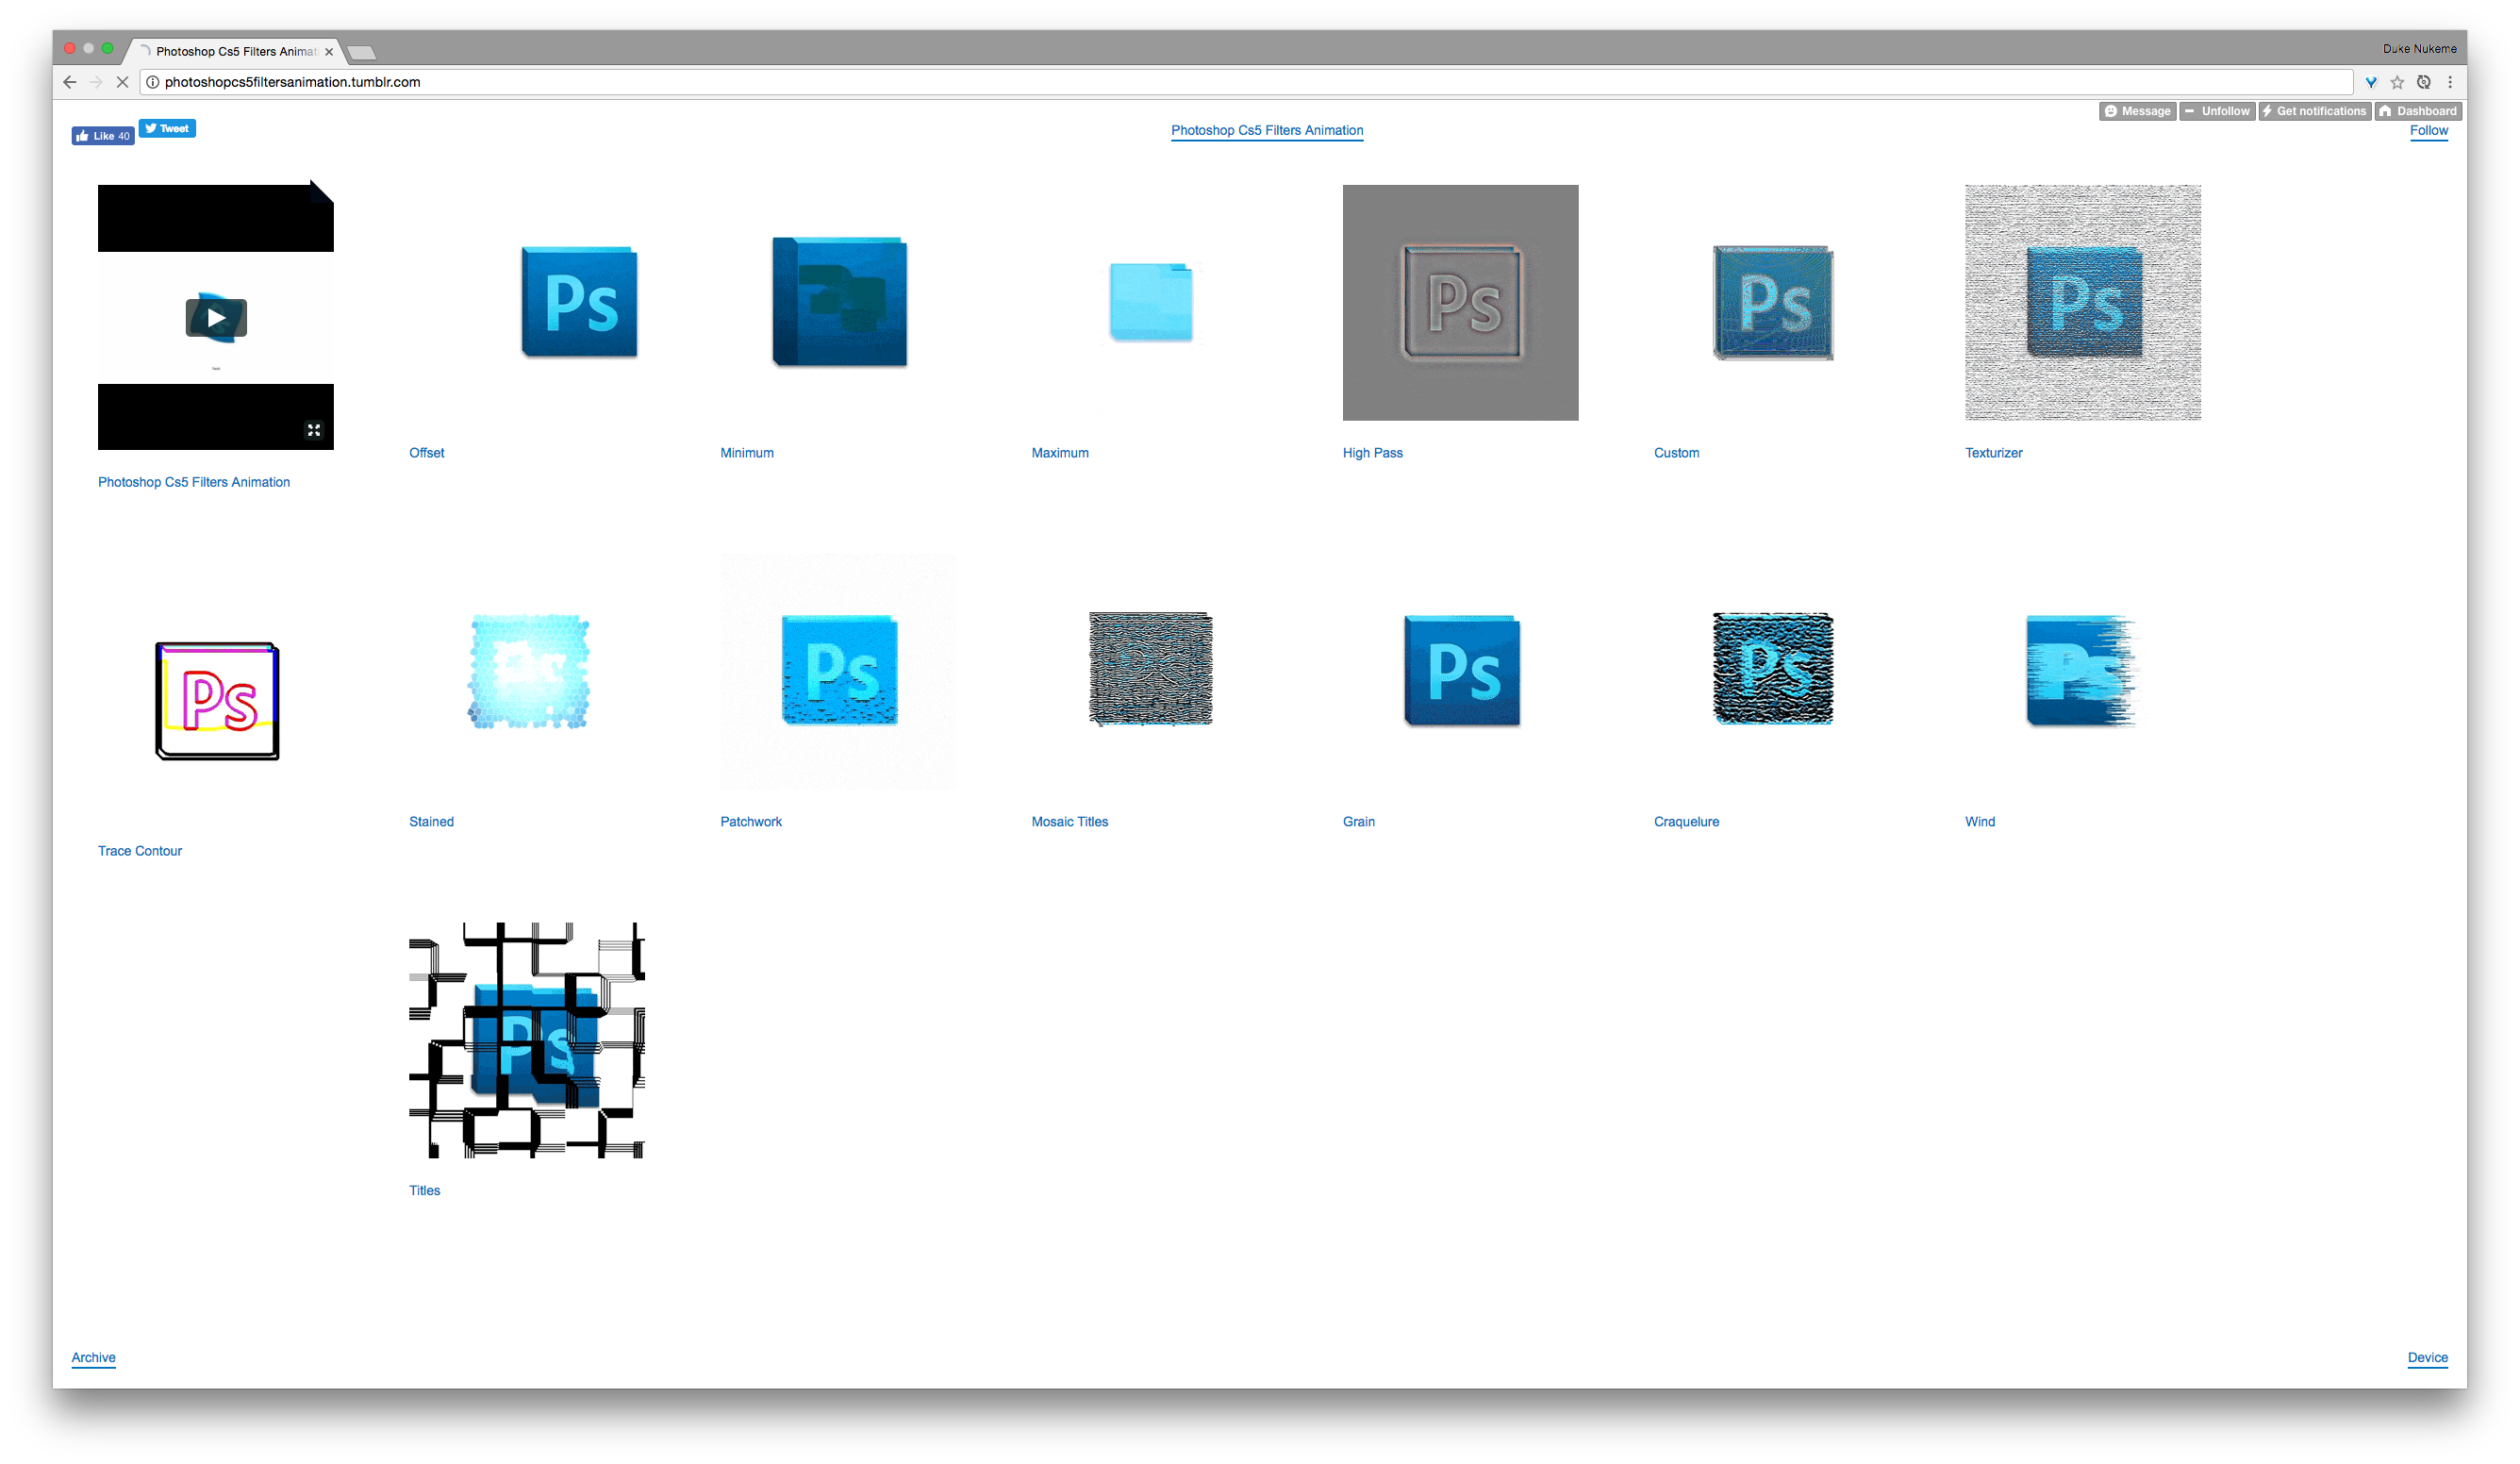 Photoshop Cs5 Filters Animat
Duke Nukeme
photoshopcs5filtersanimation.tumblr.com
Message
Unfollow
Get notifications
Dashboard
Like 40
Tweet
Photoshop Cs5 Filters Animation
Follow
Ps
Ps
Ps
Ps
Offset
Minimum
Maximum
High Pass
Custom
Texturizer
Photoshop Cs5 Filters Animation
Ps
Ps
Ps
Ps
Ps
Ps
Stained
Patchwork
Mosaic Titles
Grain
Craquelure
Wind
Trace Contour
Ps
Titles
Archive
Device